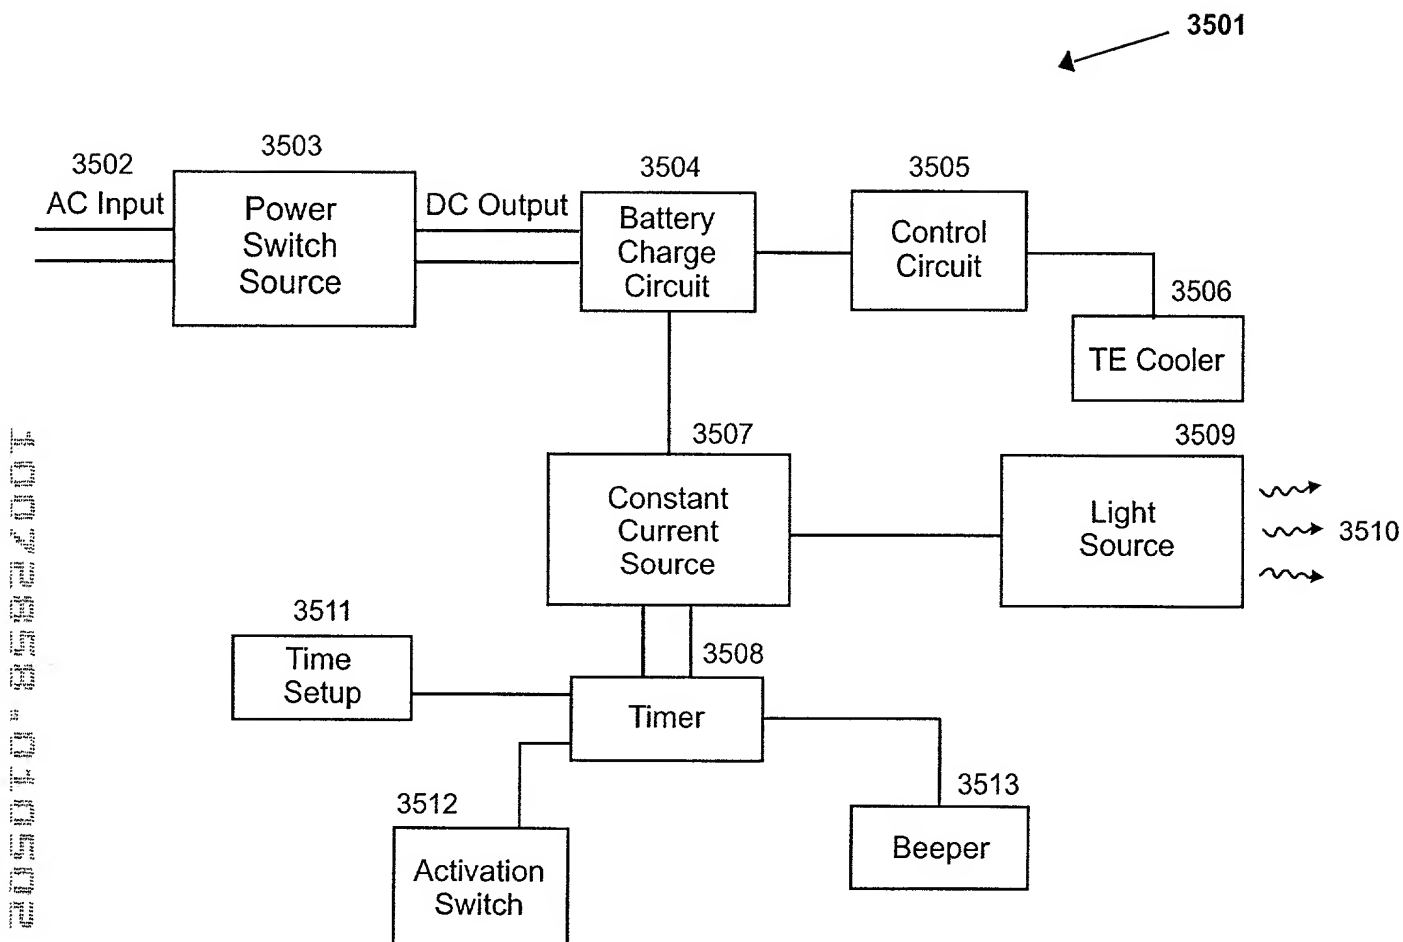 3501
3502
AC Input
3503
Power
Switch
Source
DC Output
3504
Battery
Charge
Circuit
3505
Control
Circuit
3506
TE Cooler
3507
Constant
Current
Source
3509
Light
Source
3510
3511
Time
Setup
3508
Timer
3512
Activation
Switch
3513
Beeper
10072858.010502